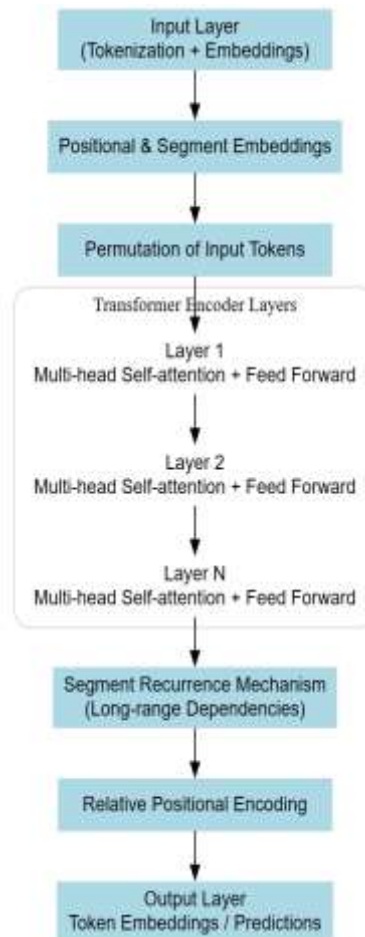 Input Layer
(Tokenization + Embeddings)
Positional & Segment Embeddings
Permutation of Input Tokens
Transformer Encoder Layers
Layer 1
Multi-head Self-attention + Feed Forward
Layer 2
Multi-head Self-attention + Feed Forward
Layer N
Multi-head Self-attention + Feed Forward
Segment Recurrence Mechanism
(Long-range Dependencies)
Relative Positional Encoding
Output Layer
Token Embeddings / Predictions